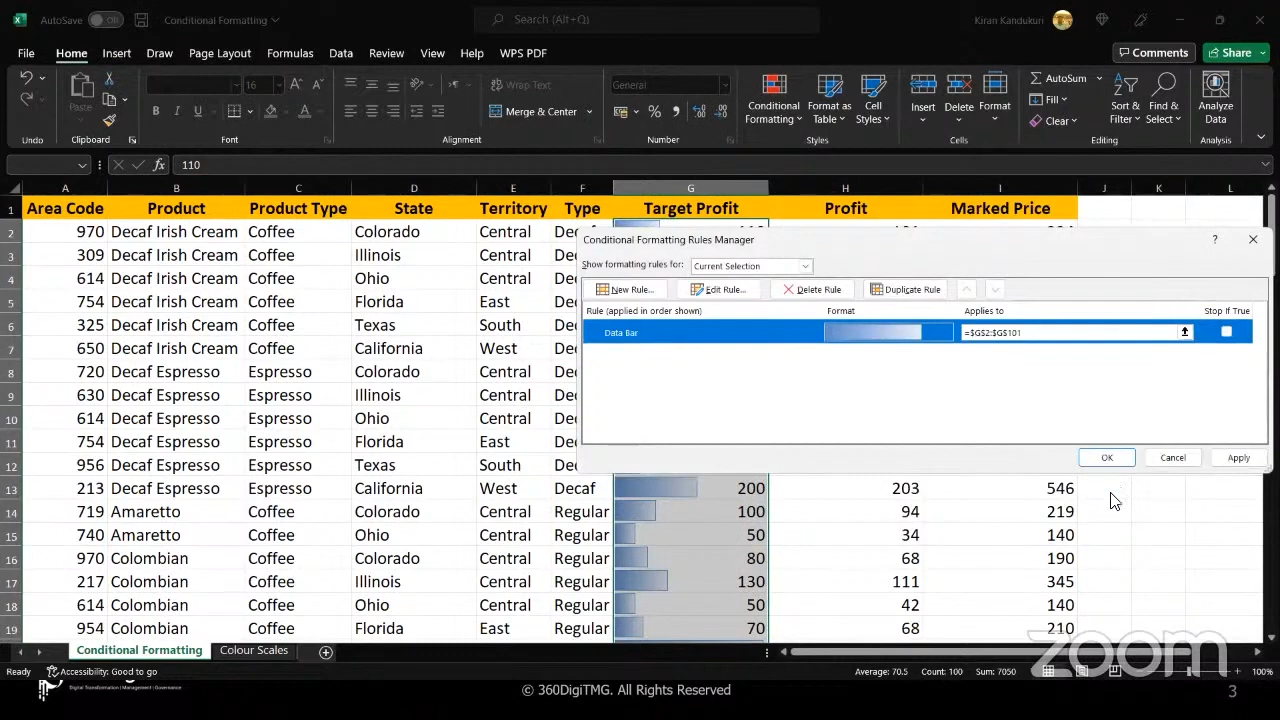 AutoSave Off Conditional Formatting Search (Alt+Q) Kiran Kandukuri
File Home Insert Draw Page Layout Formulas Data Review View Help WPS PDF Comments Share
16 Wrap Text General AutoSum
Paste Fill
B I U Merge & Center Conditional Formatting Format as Table Cell Styles Insert Delete Format Clear Sort & Filter Find & Select Analyze Data
Undo Clipboard Font Alignment Number Styles Cells Editing Analysis
fx 110
A B C D E F G H I J K L
1 Area Code Product Product Type State Territory Type Target Profit Profit Marked Price
2 970 Decaf Irish Cream Coffee Colorado Central
3 309 Decaf Irish Cream Coffee Illinois Central
4 614 Decaf Irish Cream Coffee Ohio Central
5 754 Decaf Irish Cream Coffee Florida East
6 325 Decaf Irish Cream Coffee Texas South
7 650 Decaf Irish Cream Coffee California West
8 720 Decaf Espresso Espresso Colorado Central
9 630 Decaf Espresso Espresso Illinois Central
10 614 Decaf Espresso Espresso Ohio Central
11 754 Decaf Espresso Espresso Florida East
12 956 Decaf Espresso Espresso Texas South
13 213 Decaf Espresso Espresso California West Decaf 200 203 546
14 719 Amaretto Coffee Colorado Central Regular 100 94 219
15 740 Amaretto Coffee Ohio Central Regular 50 34 140
16 970 Colombian Coffee Colorado Central Regular 80 68 190
17 217 Colombian Coffee Illinois Central Regular 130 111 345
18 614 Colombian Coffee Ohio Central Regular 50 42 140
19 954 Colombian Coffee Florida East Regular 70 68 210
Conditional Formatting Rules Manager ?
Show formatting rules for: Current Selection
New Rule... Edit Rule... Delete Rule Duplicate Rule
Rule (applied in order shown) Format Applies to Stop If True
Data Bar =$G$2:$G$101
OK Cancel Apply
Conditional Formatting Colour Scales
Ready Accessibility: Good to go Average: 70.5 Count: 100 Sum: 7050 100%
zoom
Digital Transformation | Management | Governance
© 360DigiTMG. All Rights Reserved
3